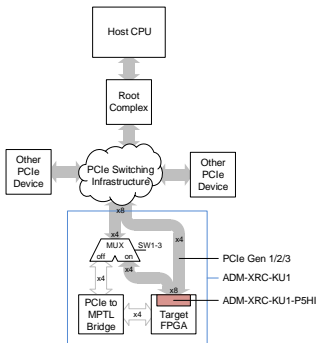 Host CPU
Root
Complex
Other
PCIe
Device
PCIe Switching
Infrastructure
Other
PCIe
Device
x8
x4
x4
MUX
off
on
SW1-3
PCIe Gen 1/2/3
ADM-XRC-KU1
x4
x4
x8
ADM-XRC-KU1-P5HI
PCIe to
MPTL
Bridge
x4
Target
FPGA